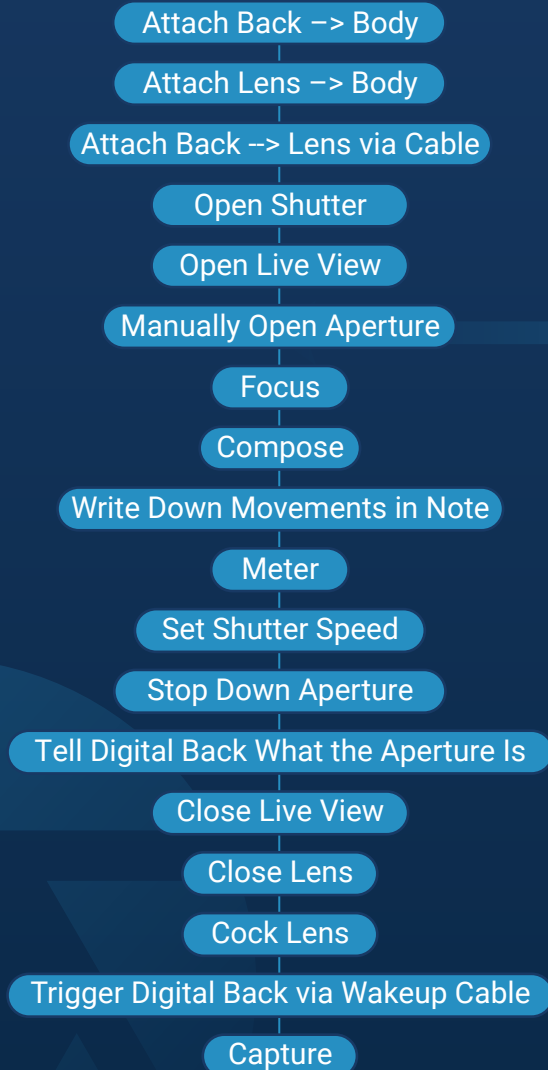 Attach Back –> Body
Attach Lens –> Body
Attach Back --> Lens via Cable
Open Shutter
Open Live View
Manually Open Aperture
Focus
Compose
Write Down Movements in Note
Meter
Set Shutter Speed
Stop Down Aperture
Tell Digital Back What the Aperture Is
Close Live View
Close Lens
Cock Lens
Trigger Digital Back via Wakeup Cable
Capture